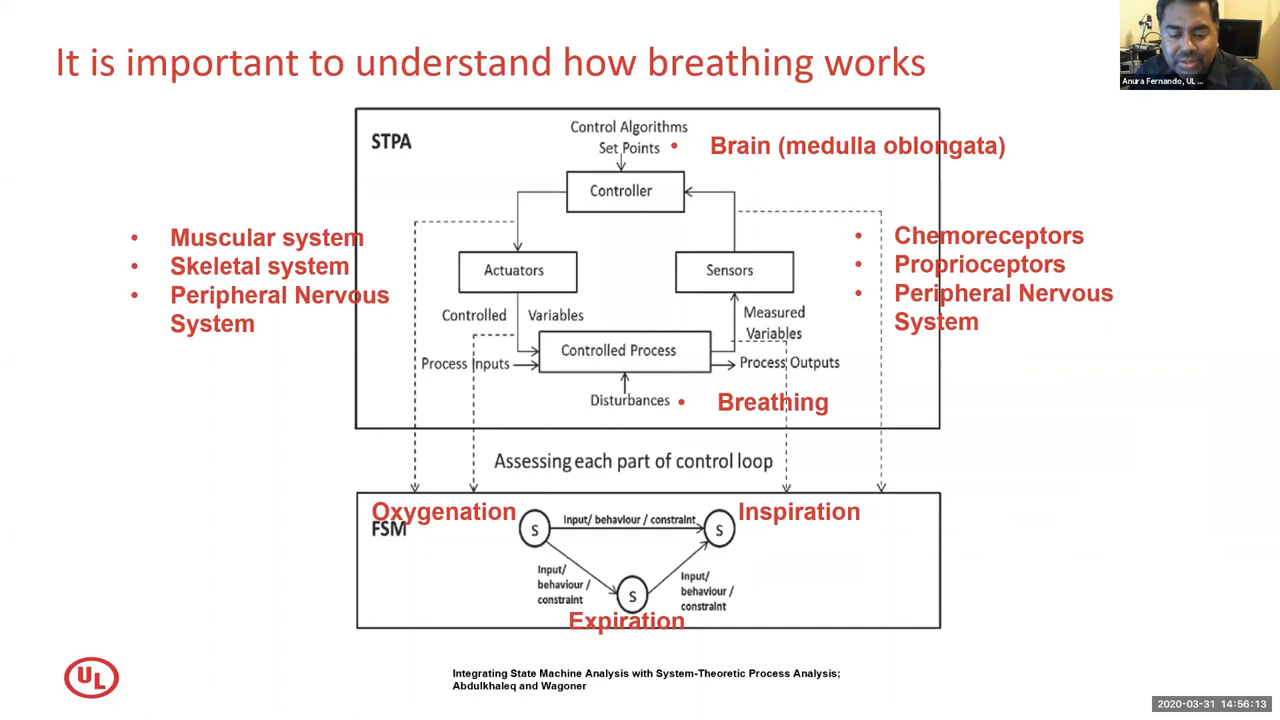 It is important to understand how breathing works
Anura Fernando, UL ...
STPA
Control Algorithms
Set Points
• Brain (medulla oblongata)
Controller
• Muscular system
• Skeletal system
• Peripheral Nervous
System
Actuators
Sensors
• Chemoreceptors
• Proprioceptors
• Peripheral Nervous
System
Controlled Variables
Measured
Variables
Controlled Process
Process Inputs
Process Outputs
Disturbances
• Breathing
Assessing each part of control loop
Oxygenation
FSM
S
Input/ behaviour / constraint
S
Inspiration
Input/
behaviour /
constraint
Input/
behaviour /
constraint
S
Expiration
UL
Integrating State Machine Analysis with System-Theoretic Process Analysis;
Abdulkhaleq and Wagoner
2020-03-31 14:56:13